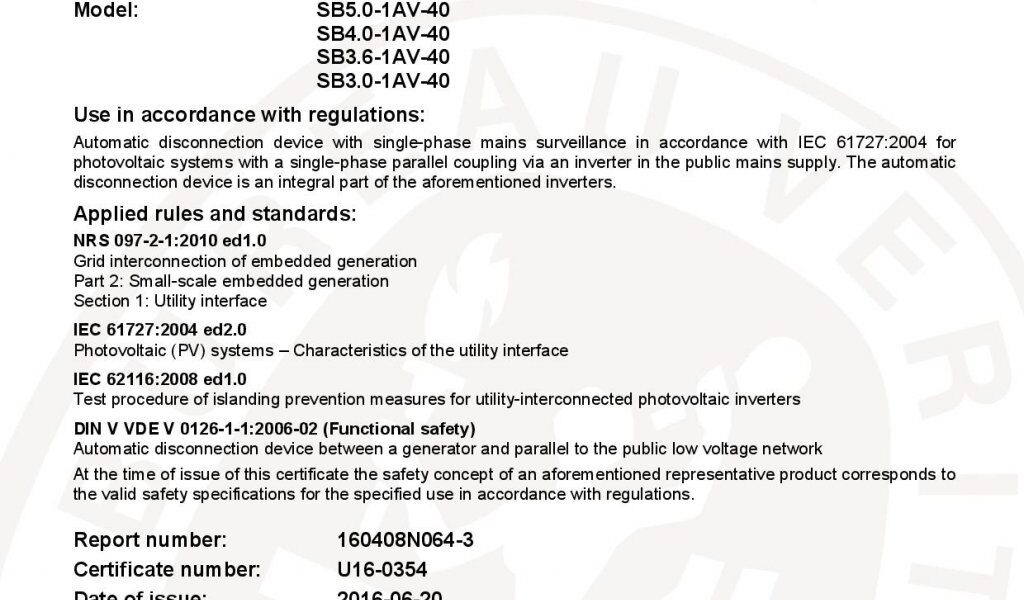 Model: SB5.0-1AV-40
SB4.0-1AV-40
SB3.6-1AV-40
SB3.0-1AV-40
Use in accordance with regulations:
Automatic disconnection device with single-phase mains surveillance in accordance with IEC 61727:2004 for
photovoltaic systems with a single-phase parallel coupling via an inverter in the public mains supply. The automatic
disconnection device is an integral part of the aforementioned inverters.
Applied rules and standards:
NRS 097-2-1:2010 ed1.0
Grid interconnection of embedded generation
Part 2: Small-scale embedded generation
Section 1: Utility interface
IEC 61727:2004 ed2.0
Photovoltaic (PV) systems – Characteristics of the utility interface
IEC 62116:2008 ed1.0
Test procedure of islanding prevention measures for utility-interconnected photovoltaic inverters
DIN V VDE V 0126-1-1:2006-02 (Functional safety)
Automatic disconnection device between a generator and parallel to the public low voltage network
At the time of issue of this certificate the safety concept of an aforementioned representative product corresponds to
the valid safety specifications for the specified use in accordance with regulations.
Report number: 160408N064-3
Certificate number: U16-0354
Date of issue: 2016-06-20